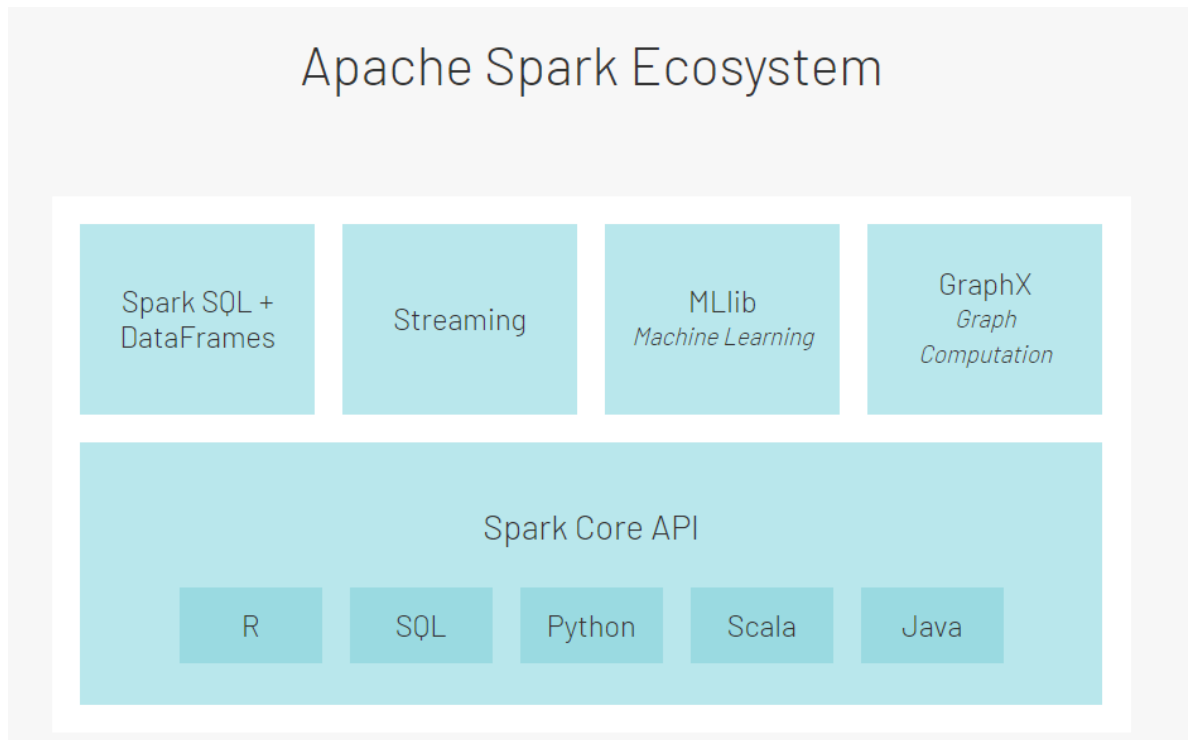 Apache Spark Ecosystem
Spark SQL +
DataFrames
Streaming
MLlib
Machine Learning
GraphX
Graph
Computation
Spark Core API
R
SQL
Python
Scala
Java